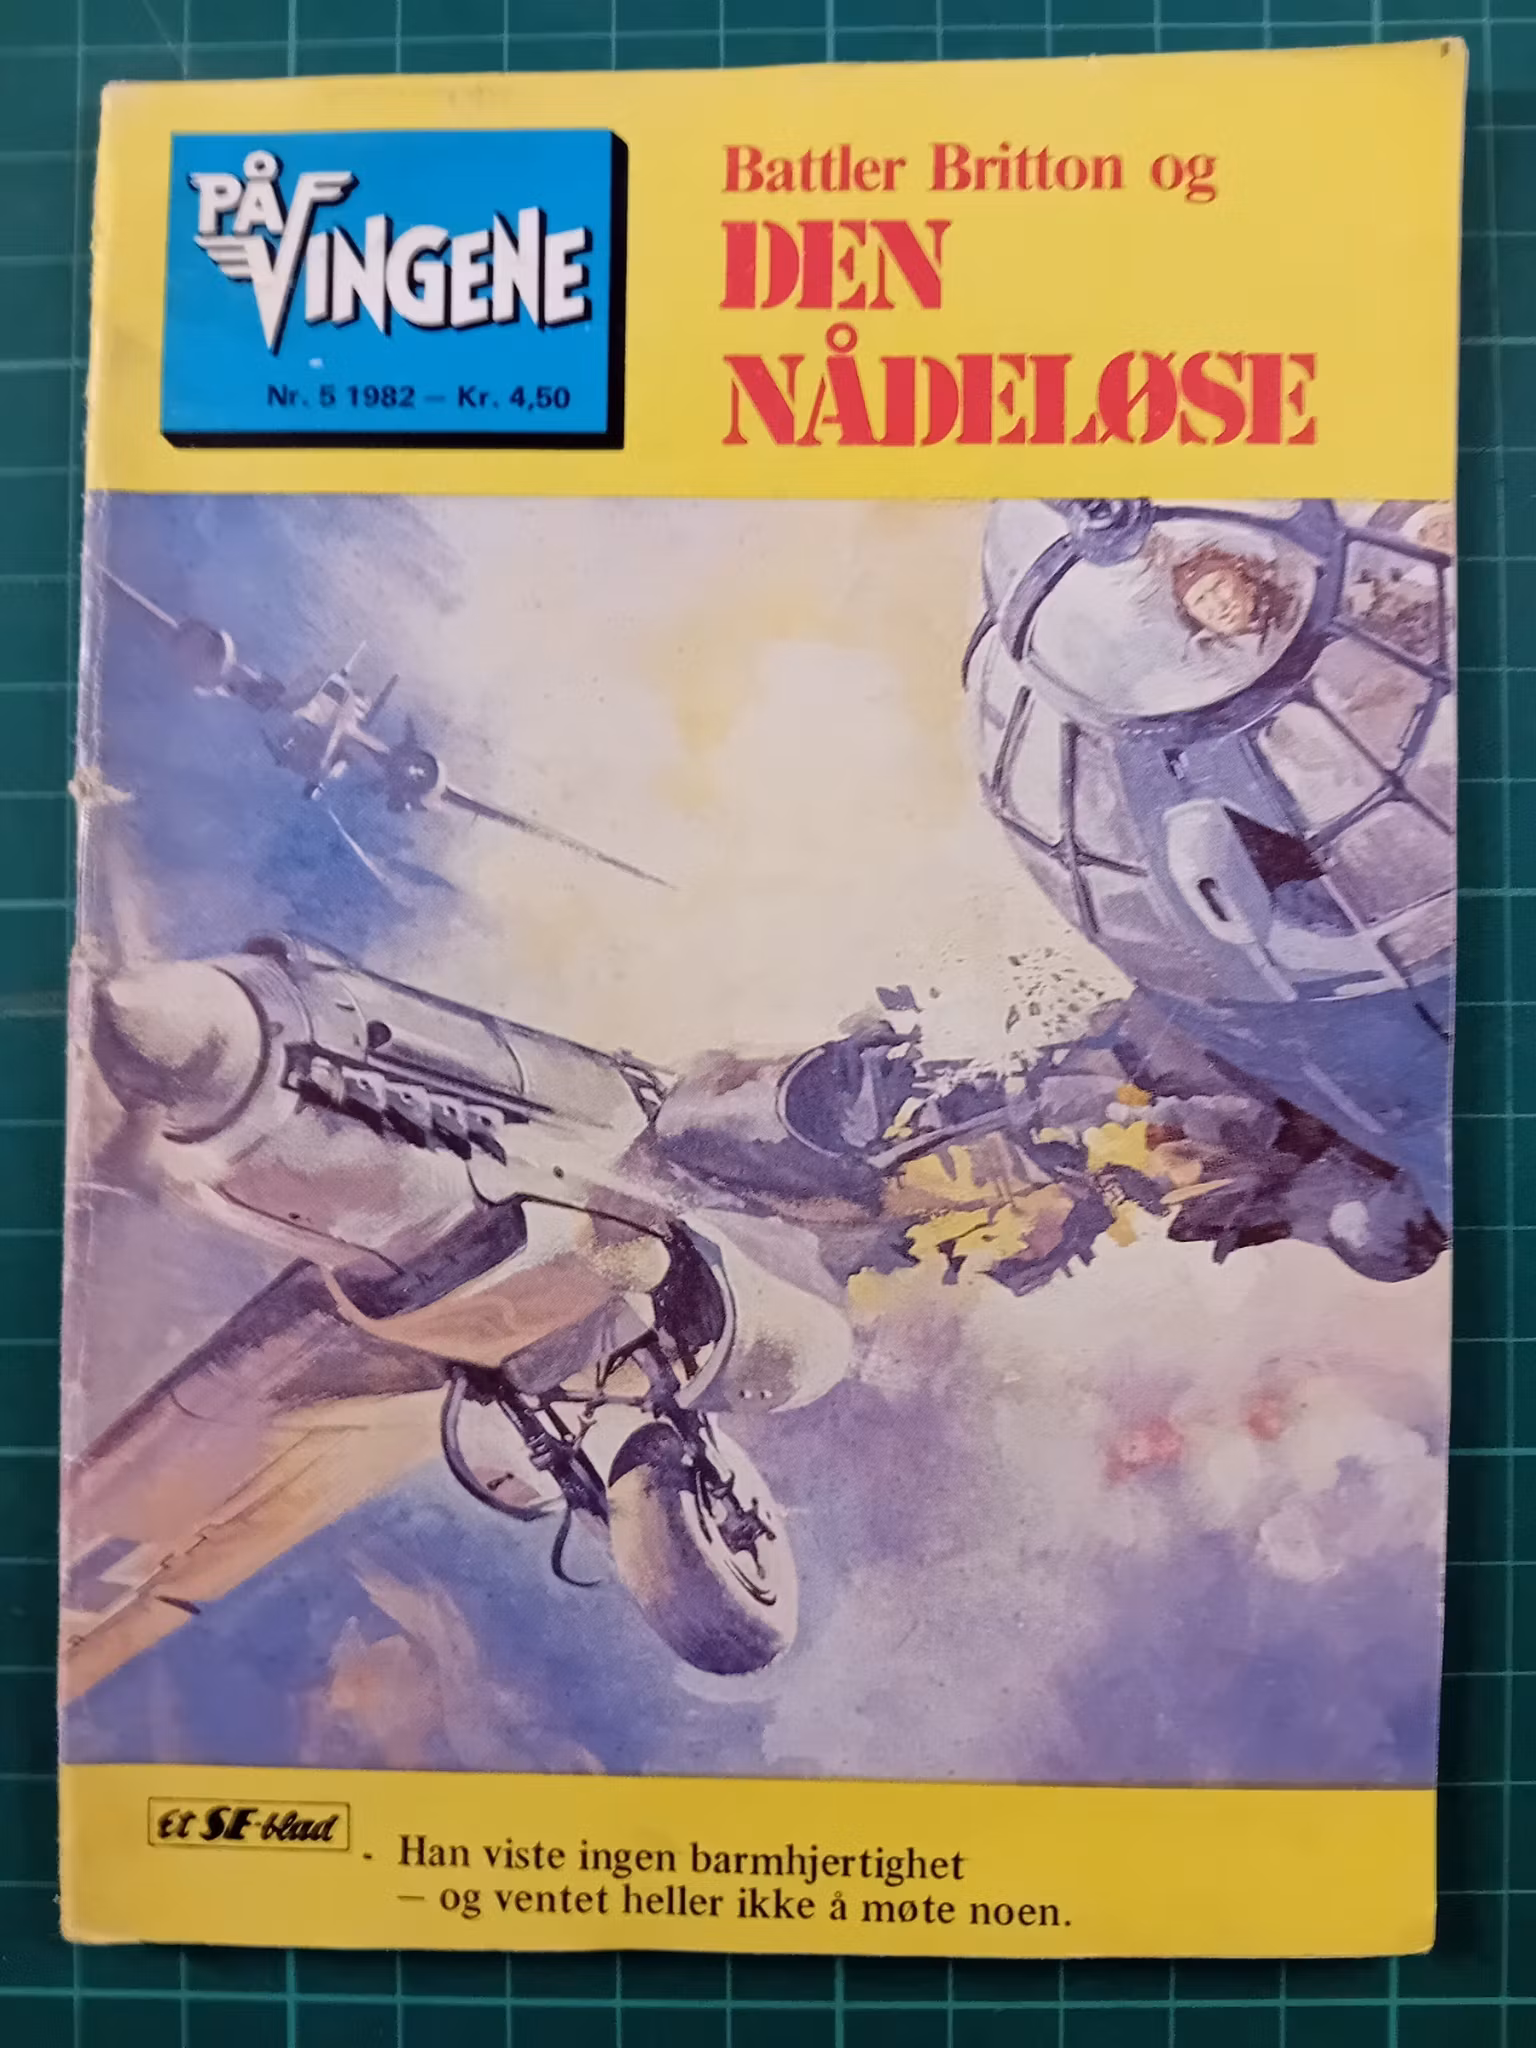 PÅ
VINGENE
Nr. 5 1982 – Kr. 4,50
Battler Britton og
DEN
NÅDELØSE
Et SE-blad
Han viste ingen barmhjertighet
– og ventet heller ikke å møte noen.